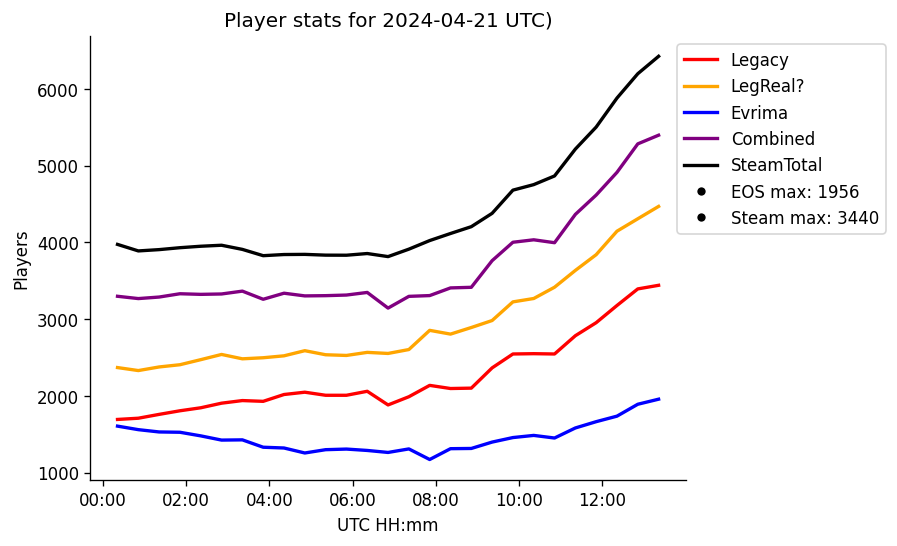 Player stats for 2024-04-21 UTC)
Legacy
LegReal?
Evrima
Combined
SteamTotal
EOS max: 1956
Steam max: 3440
Players
6000
5000
4000
3000
2000
1000
00:00 02:00 04:00 06:00 08:00 10:00 12:00
UTC HH:mm